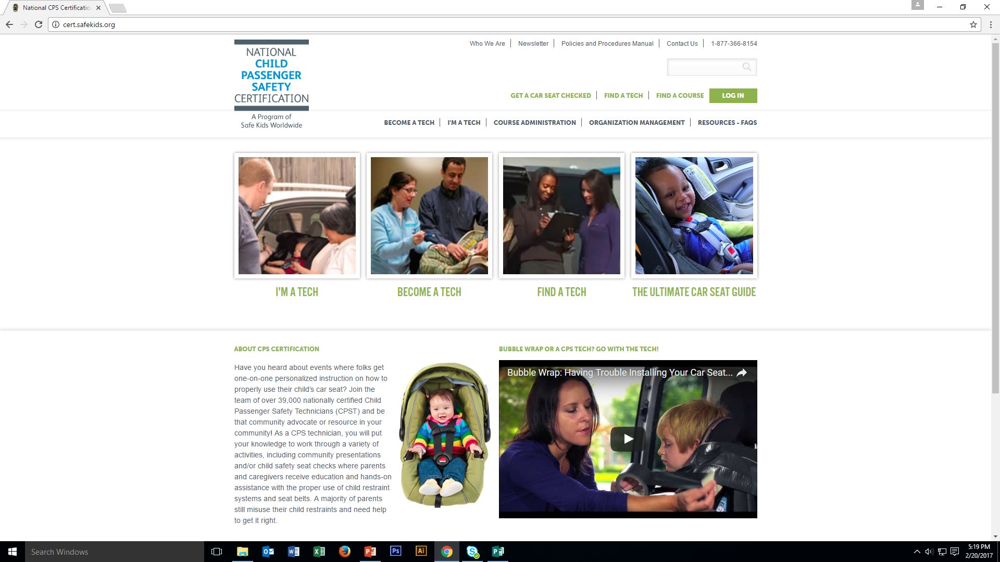 National CPS Certificatio
cert.safekids.org
Who We Are
Newsletter
Policies and Procedures Manual
Contact Us
1-877-366-8154
NATIONAL
CHILD
PASSENGER
SAFETY
CERTIFICATION
A Program of
Safe Kids Worldwide
GET A CAR SEAT CHECKED
FIND A TECH
FIND A COURSE
LOG IN
BECOME A TECH
I'M A TECH
COURSE ADMINISTRATION
ORGANIZATION MANAGEMENT
RESOURCES - FAQS
I'M A TECH
BECOME A TECH
FIND A TECH
THE ULTIMATE CAR SEAT GUIDE
ABOUT CPS CERTIFICATION
Have you heard about events where folks get
one-on-one personalized instruction on how to
properly use their child's car seat? Join the
team of over 39,000 nationally certified Child
Passenger Safety Technicians (CPST) and be
that community advocate or resource in your
community! As a CPS technician, you will put
your knowledge to work through a variety of
activities, including community presentations
and/or child safety seat checks where parents
and caregivers receive education and hands-on
assistance with the proper use of child restraint
systems and seat belts. A majority of parents
still misuse their child restraints and need help
to get it right.
BUBBLE WRAP OR A CPS TECH? GO WITH THE TECH!
Bubble Wrap: Having Trouble Installing Your Car Seat...
Search Windows
Ps
Ai
5:19 PM
2/20/2017